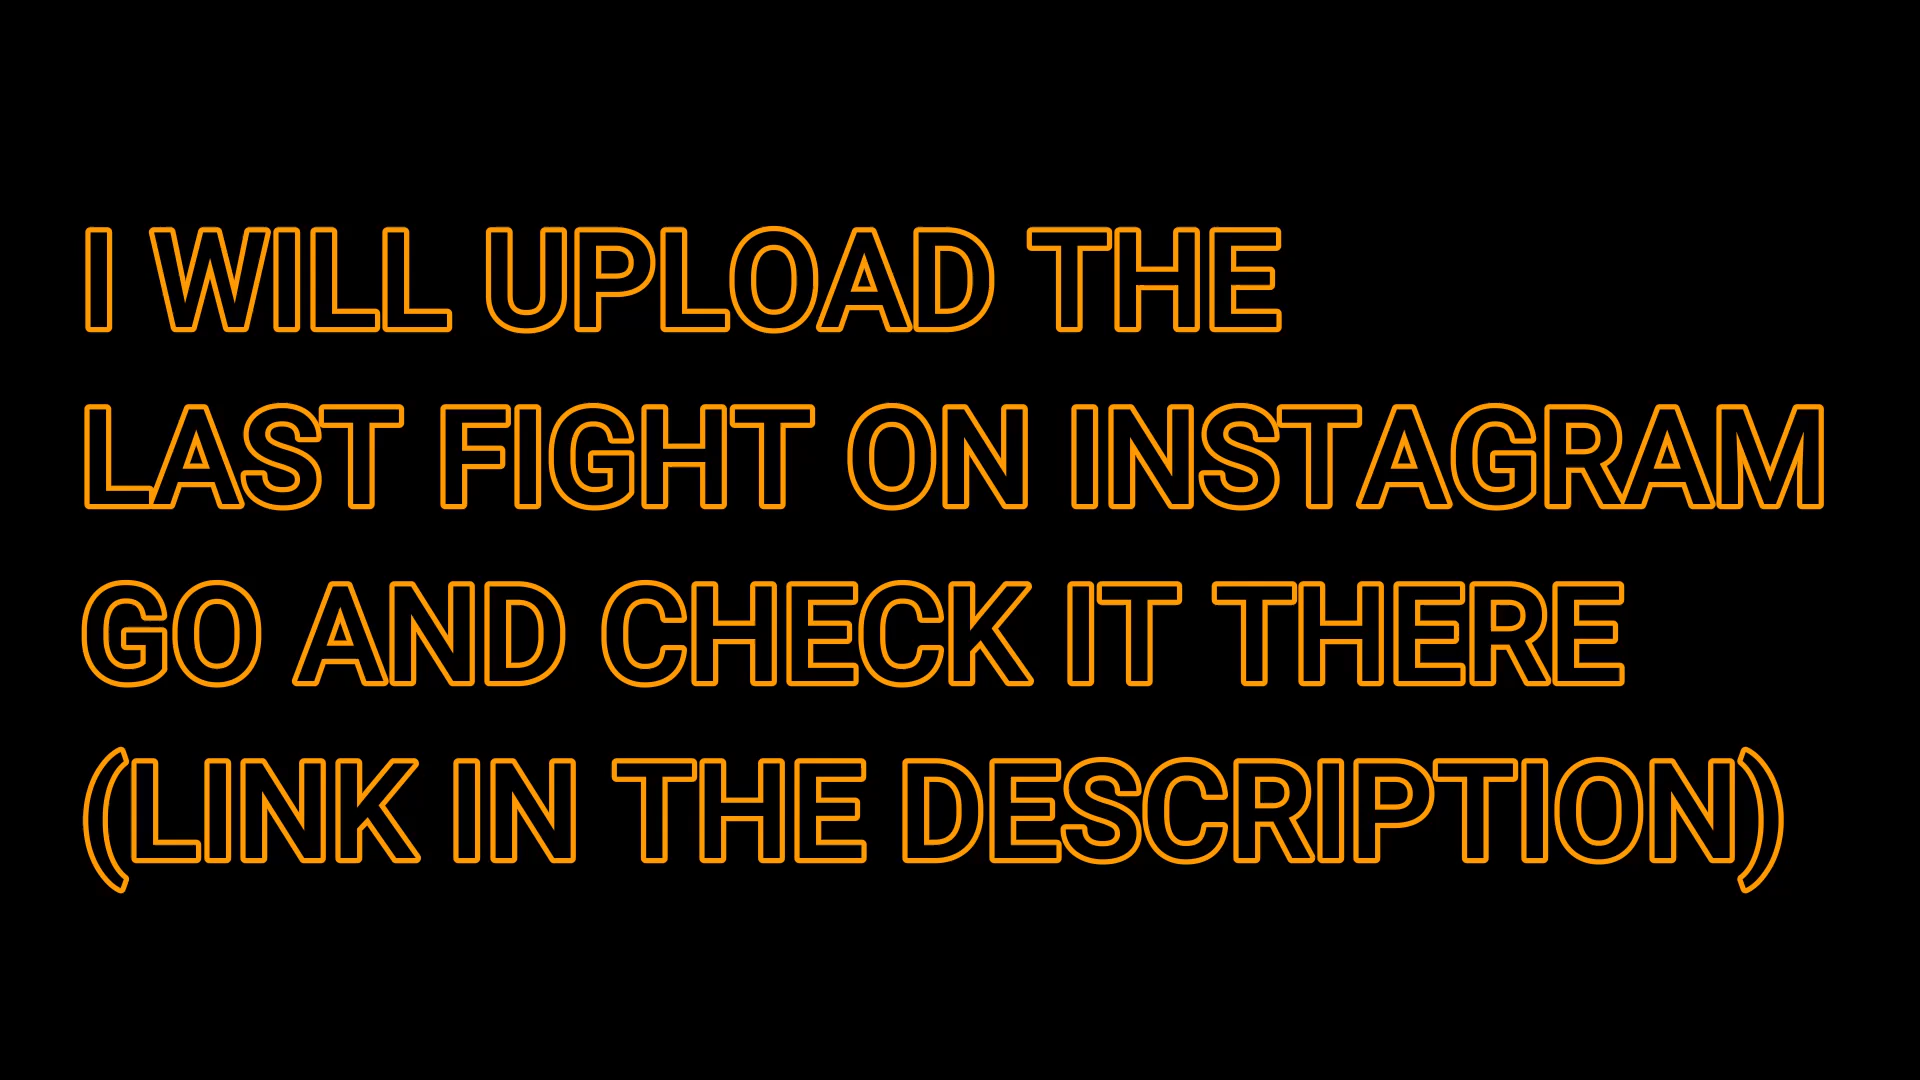 I WILL UPLOAD THE
LAST FIGHT ON INSTAGRAM
GO AND CHECK IT THERE
(LINK IN THE DESCRIPTION)